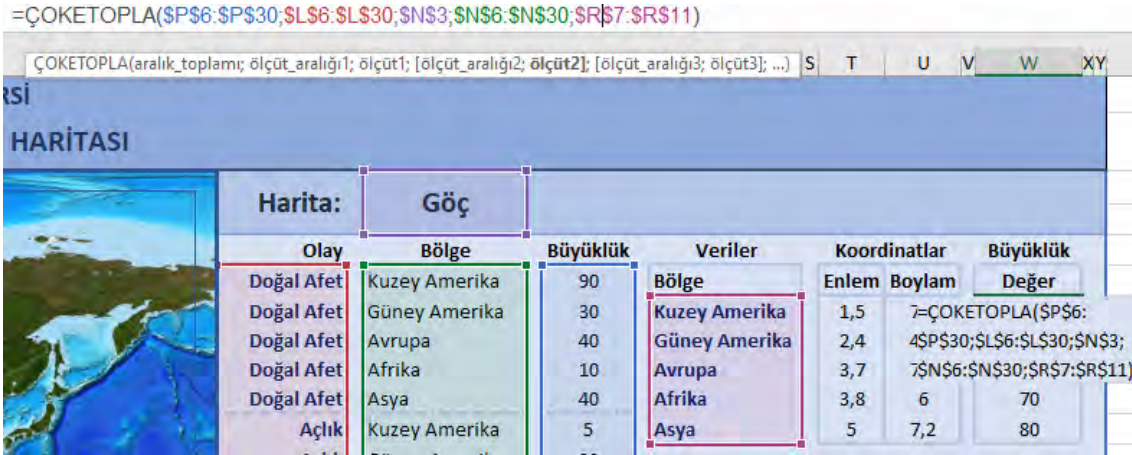 =ÇOKETOPLA($P$6:$P$30;$L$6:$L$30;$N$3;$N$6:$N$30;$R$7:$R$11)
ÇOKETOPLA(aralık_toplamı; ölçüt_aralığı1; ölçüt1; [ölçüt_aralığı2; ölçüt2]; [ölçüt_aralığı3; ölçüt3]; ...) S T U V W X Y
RSİ
HARİTASI
Harita: Göç
Olay Bölge Büyüklük Veriler Koordinatlar Büyüklük
Doğal Afet Kuzey Amerika 90 Bölge Enlem Boylam Değer
Doğal Afet Güney Amerika 30 Kuzey Amerika 1,5 7 =ÇOKETOPLA($P$6:
Doğal Afet Avrupa 40 Güney Amerika 2,4 4 $P$30;$L$6:$L$30;$N$3;
Doğal Afet Afrika 10 Avrupa 3,7 7 $N$6:$N$30;$R$7:$R$11)
Doğal Afet Asya 40 Afrika 3,8 6 70
Açlık Kuzey Amerika 5 Asya 5 7,2 80